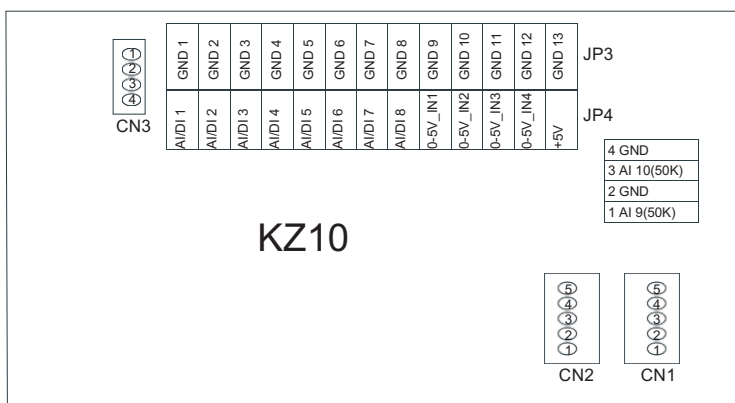 GND 1 GND 2 GND 3 GND 4 GND 5 GND 6 GND 7 GND 8 GND 9 GND 10 GND 11 GND 12 GND 13 JP3
AI/DI 1 AI/DI 2 AI/DI 3 AI/DI 4 AI/DI 5 AI/DI 6 AI/DI 7 AI/DI 8 0-5V_IN1 0-5V_IN2 0-5V_IN3 0-5V_IN4 +5V JP4
1
2
3
4
CN3
4 GND
3 AI 10(50K)
2 GND
1 AI 9(50K)
KZ10
5
4
3
2
1
CN2
5
4
3
2
1
CN1